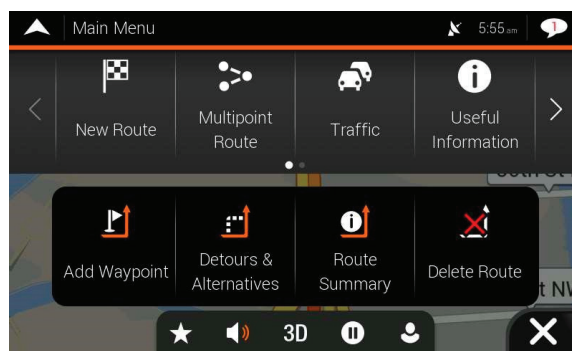 Main Menu
5:55 am
1
New Route
Multipoint
Route
Traffic
Useful
Information
Add Waypoint
Detours &
Alternatives
Route
Summary
Delete Route
t NW
3D